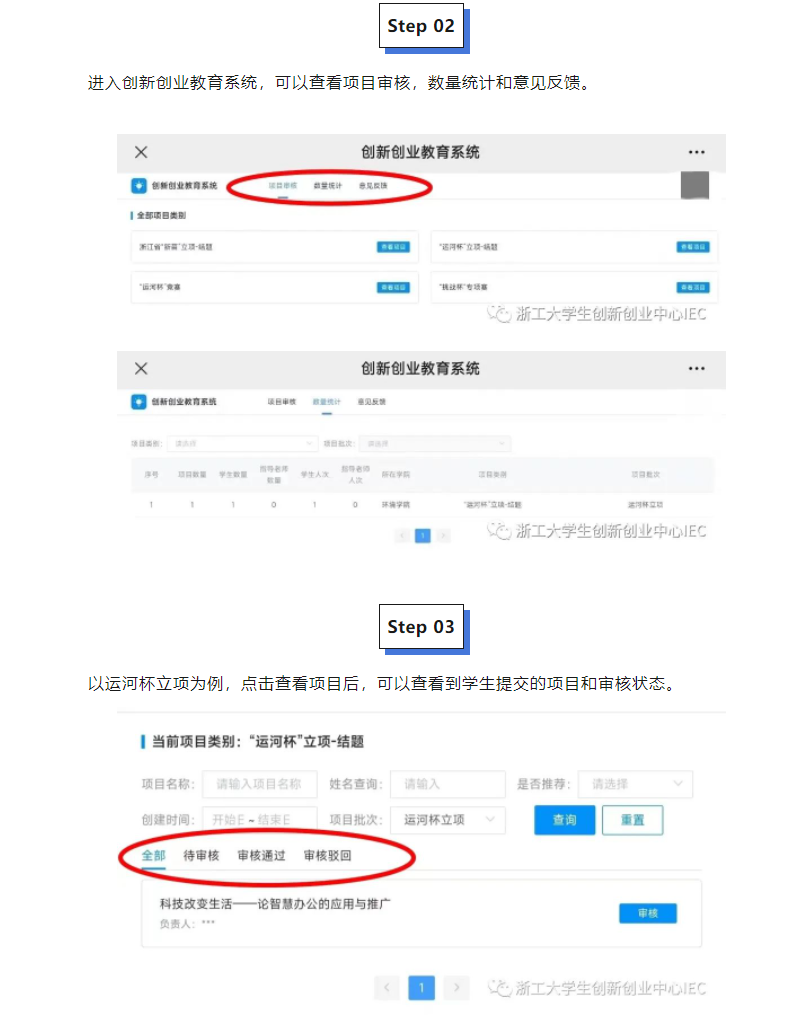 Step 02
进入创新创业教育系统，可以查看项目审核，数量统计和意见反馈。
创新创业教育系统
创新创业教育系统 项目审核 数量统计 意见反馈
全部项目类别
浙江省“新苗”立项-结题 查看项目 “运河杯”立项-结题 查看项目
“运河杯”竞赛 查看项目 “挑战杯”专项赛 查看项目
浙工大学生创新创业中心IEC
创新创业教育系统
创新创业教育系统 项目审核 数量统计 意见反馈
项目类别: 请选择 项目批次: 请选择
序号 项目数量 学生数量 指导老师数量 学生人次 指导老师人次 所在学院 项目类别 项目批次
1 1 1 0 1 0 环境学院 “运河杯”立项-结题 运河杯立项
1
浙工大学生创新创业中心IEC
Step 03
以运河杯立项为例，点击查看项目后，可以查看到学生提交的项目和审核状态。
当前项目类别：“运河杯”立项-结题
项目名称: 请输入项目名称 姓名查询: 请输入 是否推荐: 请选择
创建时间: 开始E ~ 结束E 项目批次: 运河杯立项 查询 重置
全部 待审核 审核通过 审核驳回
科技改变生活——论智慧办公的应用与推广
负责人: *** 审核
1
浙工大学生创新创业中心IEC